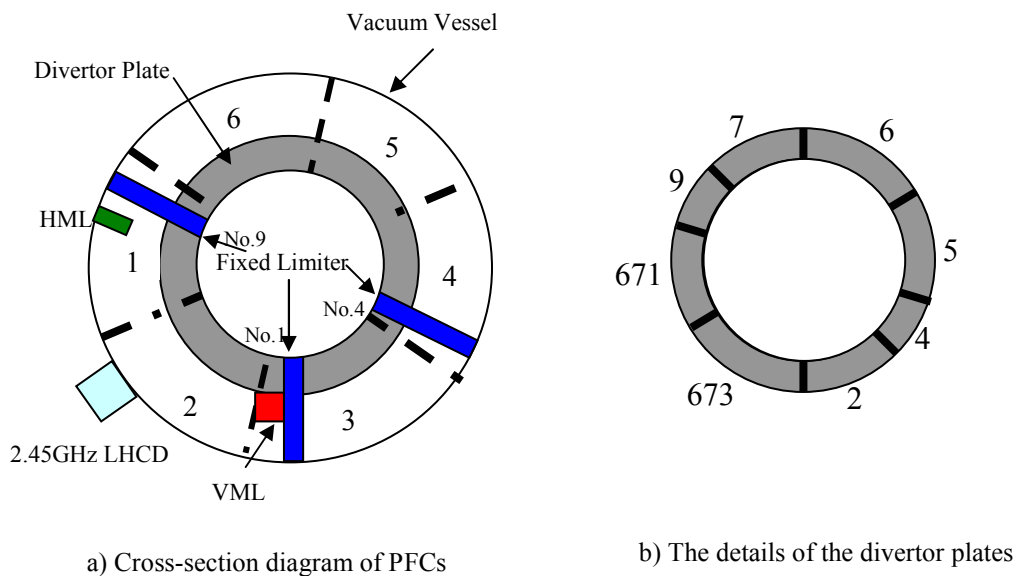 Vacuum Vessel
Divertor Plate
6
5
HML
No.9
1
Fixed Limiter
4
No.4
No.1
2
3
2.45GHz LHCD
VML
a) Cross-section diagram of PFCs
7
6
9
5
671
4
673
2
b) The details of the divertor plates